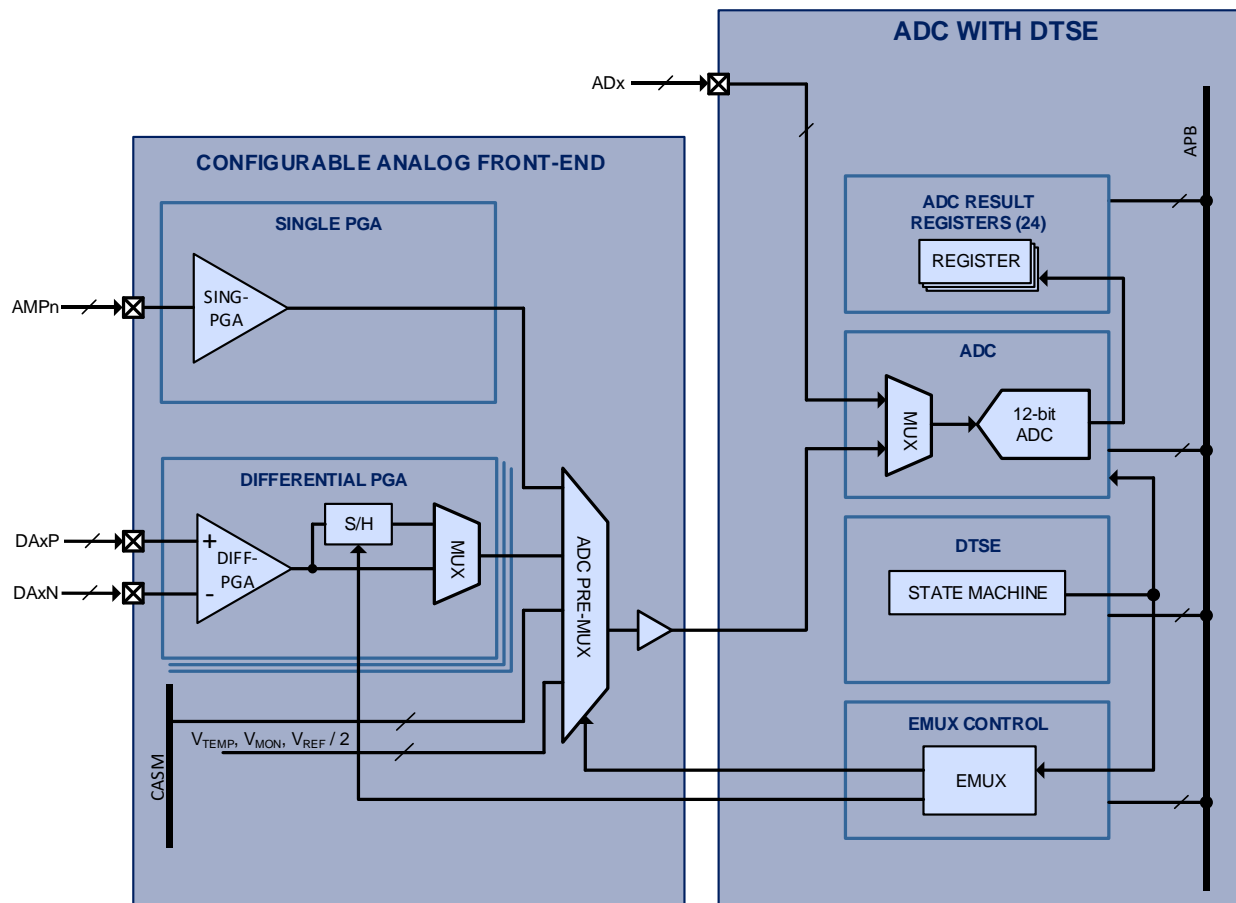 ADC WITH DTSE
ADx
APB
CONFIGURABLE ANALOG FRONT-END
SINGLE PGA
AMPn
SING-
PGA
ADC RESULT
REGISTERS (24)
REGISTER
ADC
MUX
12-bit
ADC
DIFFERENTIAL PGA
DAxP
DAxN
+
-
DIFF-
PGA
S/H
MUX
ADC PRE-MUX
DTSE
STATE MACHINE
CASM
VTEMP, VMON, VREF / 2
EMUX CONTROL
EMUX